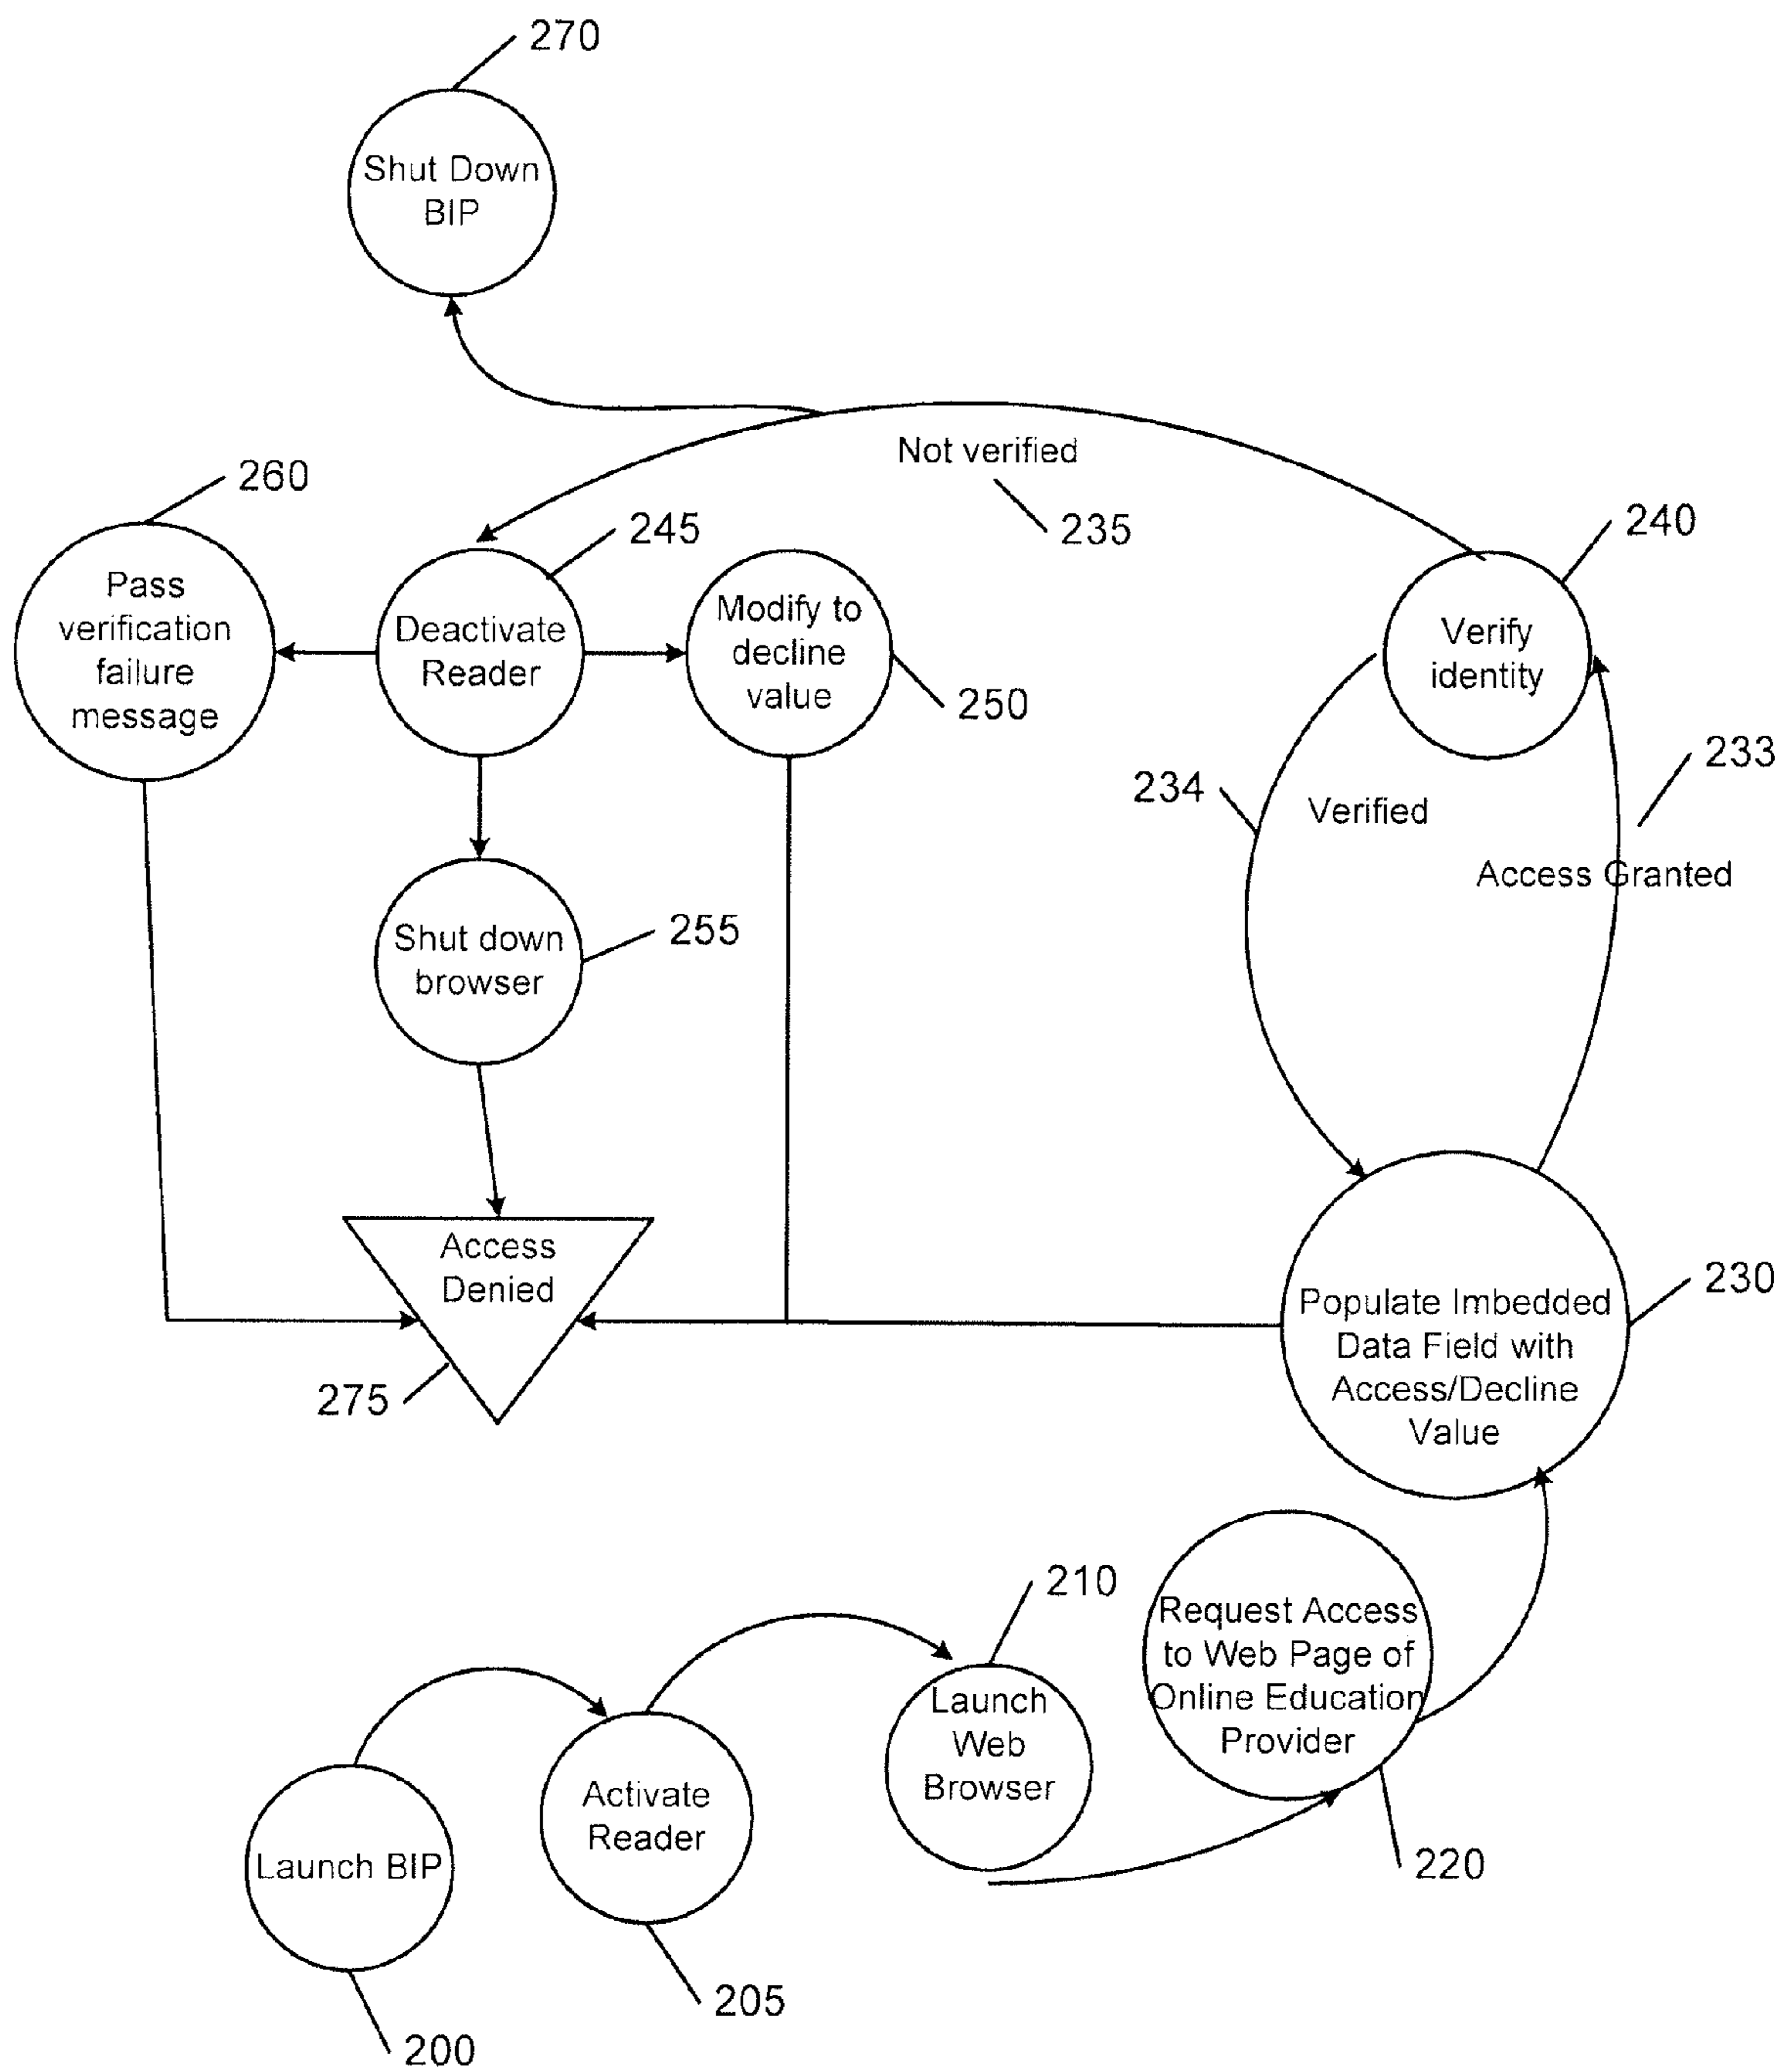 270
Shut Down
BIP
Not verified
235
260
245
240
Pass
verification
failure
message
Deactivate
Reader
Modify to
decline
value
250
Verify
identity
233
234
Verified
Access Granted
Shut down
browser
255
Access
Denied
275
230
Populate Imbedded
Data Field with
Access/Decline
Value
210
Request Access
to Web Page of
Online Education
Provider
220
Launch
Web
Browser
Activate
Reader
205
Launch BIP
200